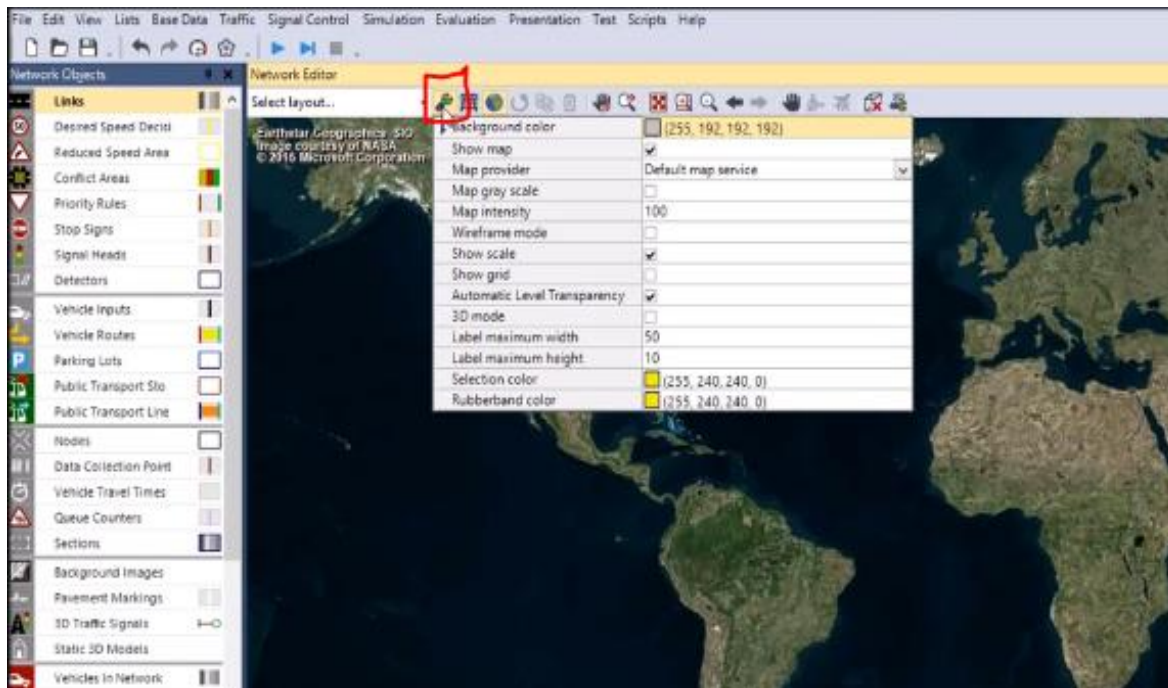 File Edit View Lists Base Data Traffic Signal Control Simulation Evaluation Presentation Test Scripts Help
Network Objects
Network Editor
Links
Select layout...
Desired Speed Decisi
Reduced Speed Area
Conflict Areas
Priority Rules
Stop Signs
Signal Heads
Detectors
Vehicle Inputs
Vehicle Routes
Parking Lots
Public Transport Sto
Public Transport Line
Nodes
Data Collection Point
Vehicle Travel Times
Queue Counters
Sections
Background Images
Pavement Markings
3D Traffic Signals
Static 3D Models
Vehicles In Network
Earthstar Geographics SIO
Image courtesy of NASA
© 2016 Microsoft Corporation
Background color (255, 192, 192, 192)
Show map
Map provider Default map service
Map gray scale
Map intensity 100
Wireframe mode
Show scale
Show grid
Automatic Level Transparency
3D mode
Label maximum width 50
Label maximum height 10
Selection color (255, 240, 240, 0)
Rubberband color (255, 240, 240, 0)